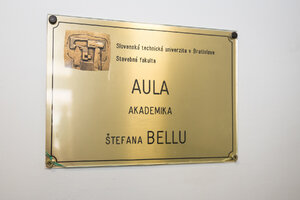 Slovenská technická univerzita v Bratislave
Stavebná fakulta
AULA
AKADEMIKA
ŠTEFANA BELLU